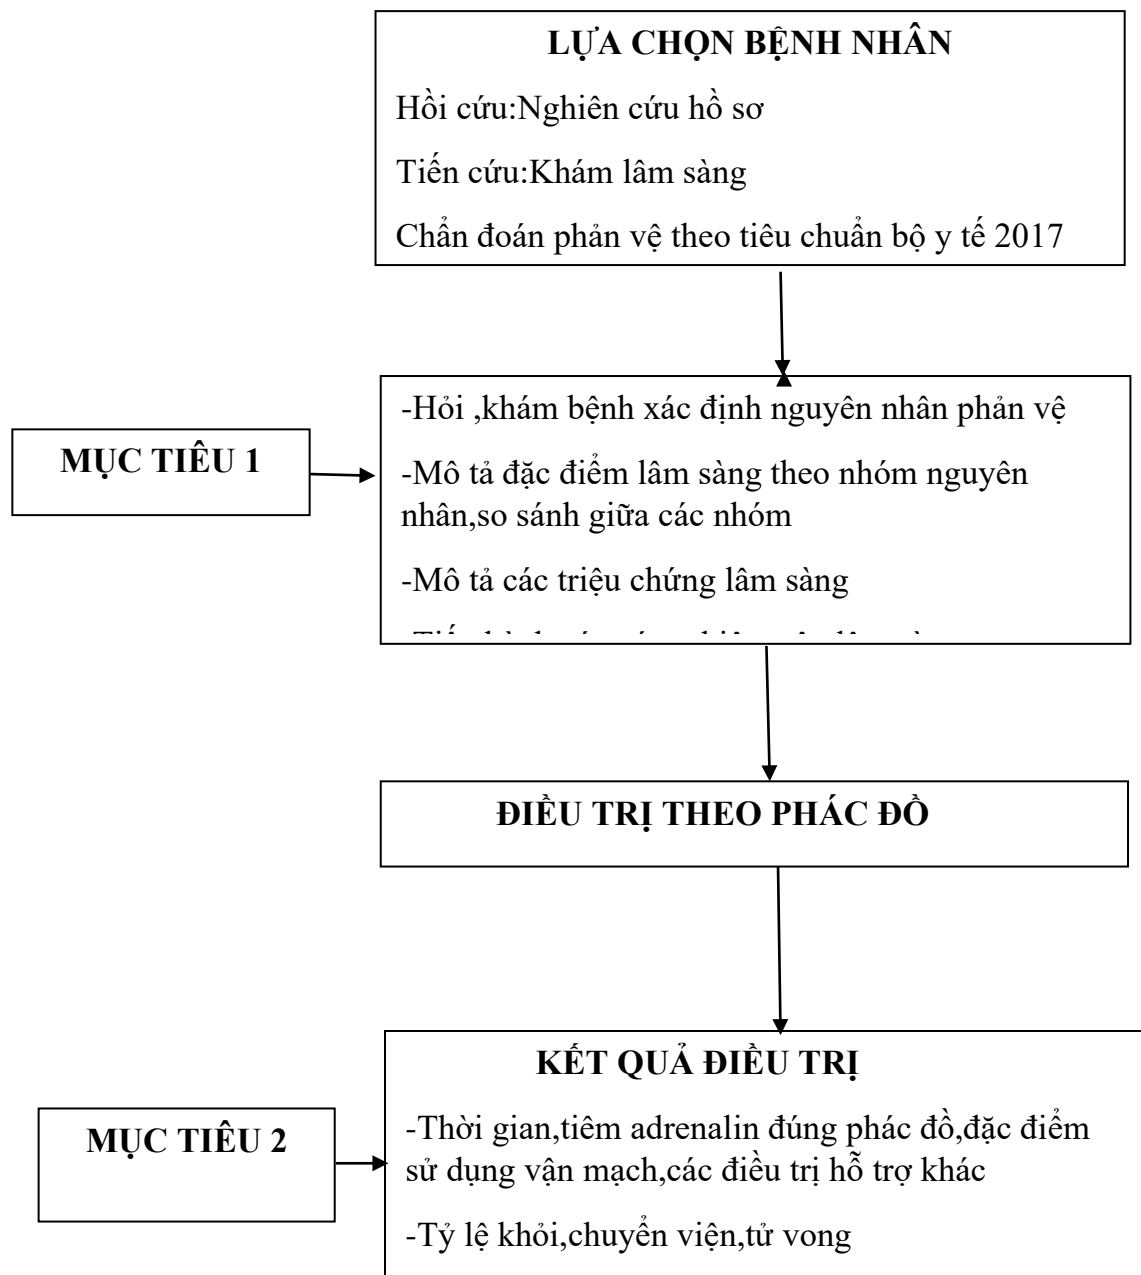 LỰA CHỌN BỆNH NHÂN
Hồi cứu:Nghiên cứu hồ sơ
Tiến cứu:Khám lâm sàng
Chẩn đoán phản vệ theo tiêu chuẩn bộ y tế 2017
MỤC TIÊU 1
-Hỏi ,khám bệnh xác định nguyên nhân phản vệ
-Mô tả đặc điểm lâm sàng theo nhóm nguyên
nhân,so sánh giữa các nhóm
-Mô tả các triệu chứng lâm sàng
ĐIỀU TRỊ THEO PHÁC ĐỒ
MỤC TIÊU 2
KẾT QUẢ ĐIỀU TRỊ
-Thời gian,tiêm adrenalin đúng phác đồ,đặc điểm
sử dụng vận mạch,các điều trị hỗ trợ khác
-Tỷ lệ khỏi,chuyển viện,tử vong